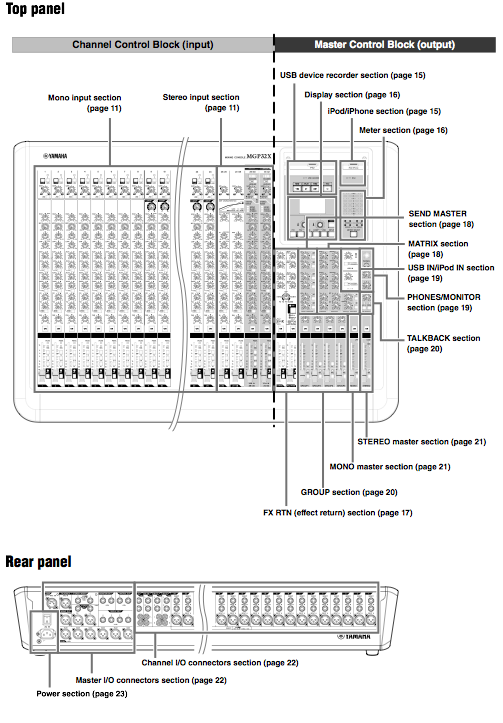 Top panel
Channel Control Block (input)
Master Control Block (output)
USB device recorder section (page 15)
Display section (page 16)
iPod/iPhone section (page 15)
Meter section (page 16)
Mono input section
(page 11)
Stereo input section
(page 11)
YAMAHA
MIXING CONSOLE MGP32X
SEND MASTER
section (page 18)
MATRIX section
(page 18)
USB IN/iPod IN section
(page 19)
PHONES/MONITOR
section (page 19)
TALKBACK section
(page 20)
STEREO master section (page 21)
MONO master section (page 21)
GROUP section (page 20)
FX RTN (effect return) section (page 17)
Rear panel
YAMAHA
Channel I/O connectors section (page 22)
Master I/O connectors section (page 22)
Power section (page 23)